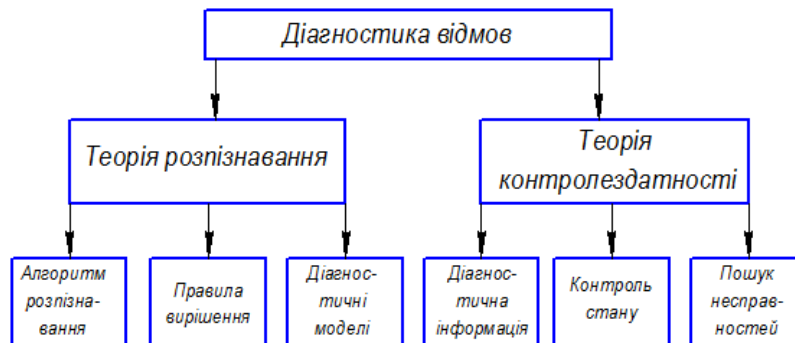 Діагностика відмов
Теорія розпізнавання
Теорія
контролездатності
Алгоритм
розпізна-
вання
Правила
вирішення
Діагнос-
тичні
моделі
Діагнос-
тична
інформація
Контроль
стану
Пошук
несправ-
ностей